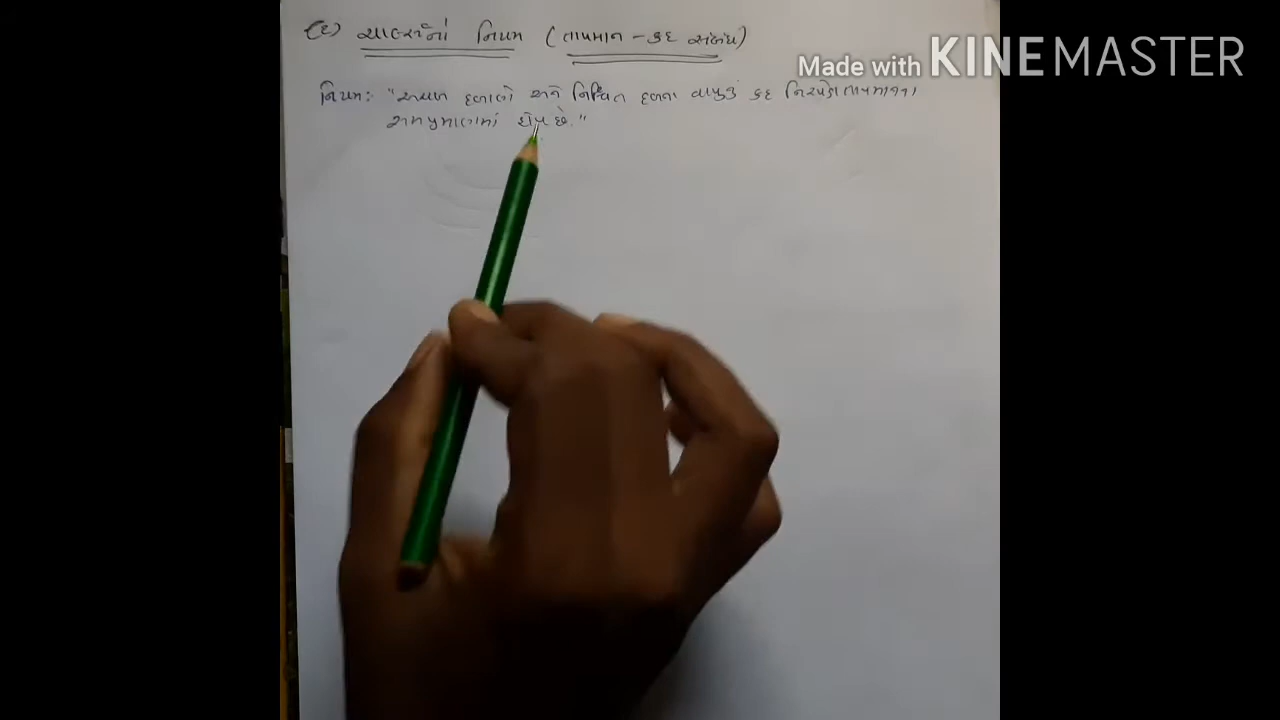 (૨) ચાર્લ્સનો નિયમ (તાપમાન - કદ સંબંધ)
Made with KINEMASTER
નિયમ:- "અચળ દબાણે અને નિશ્ચિત દળના વાયુનું કદ નિરપેક્ષ તાપમાનના
સમપ્રમાણમાં હોય છે."